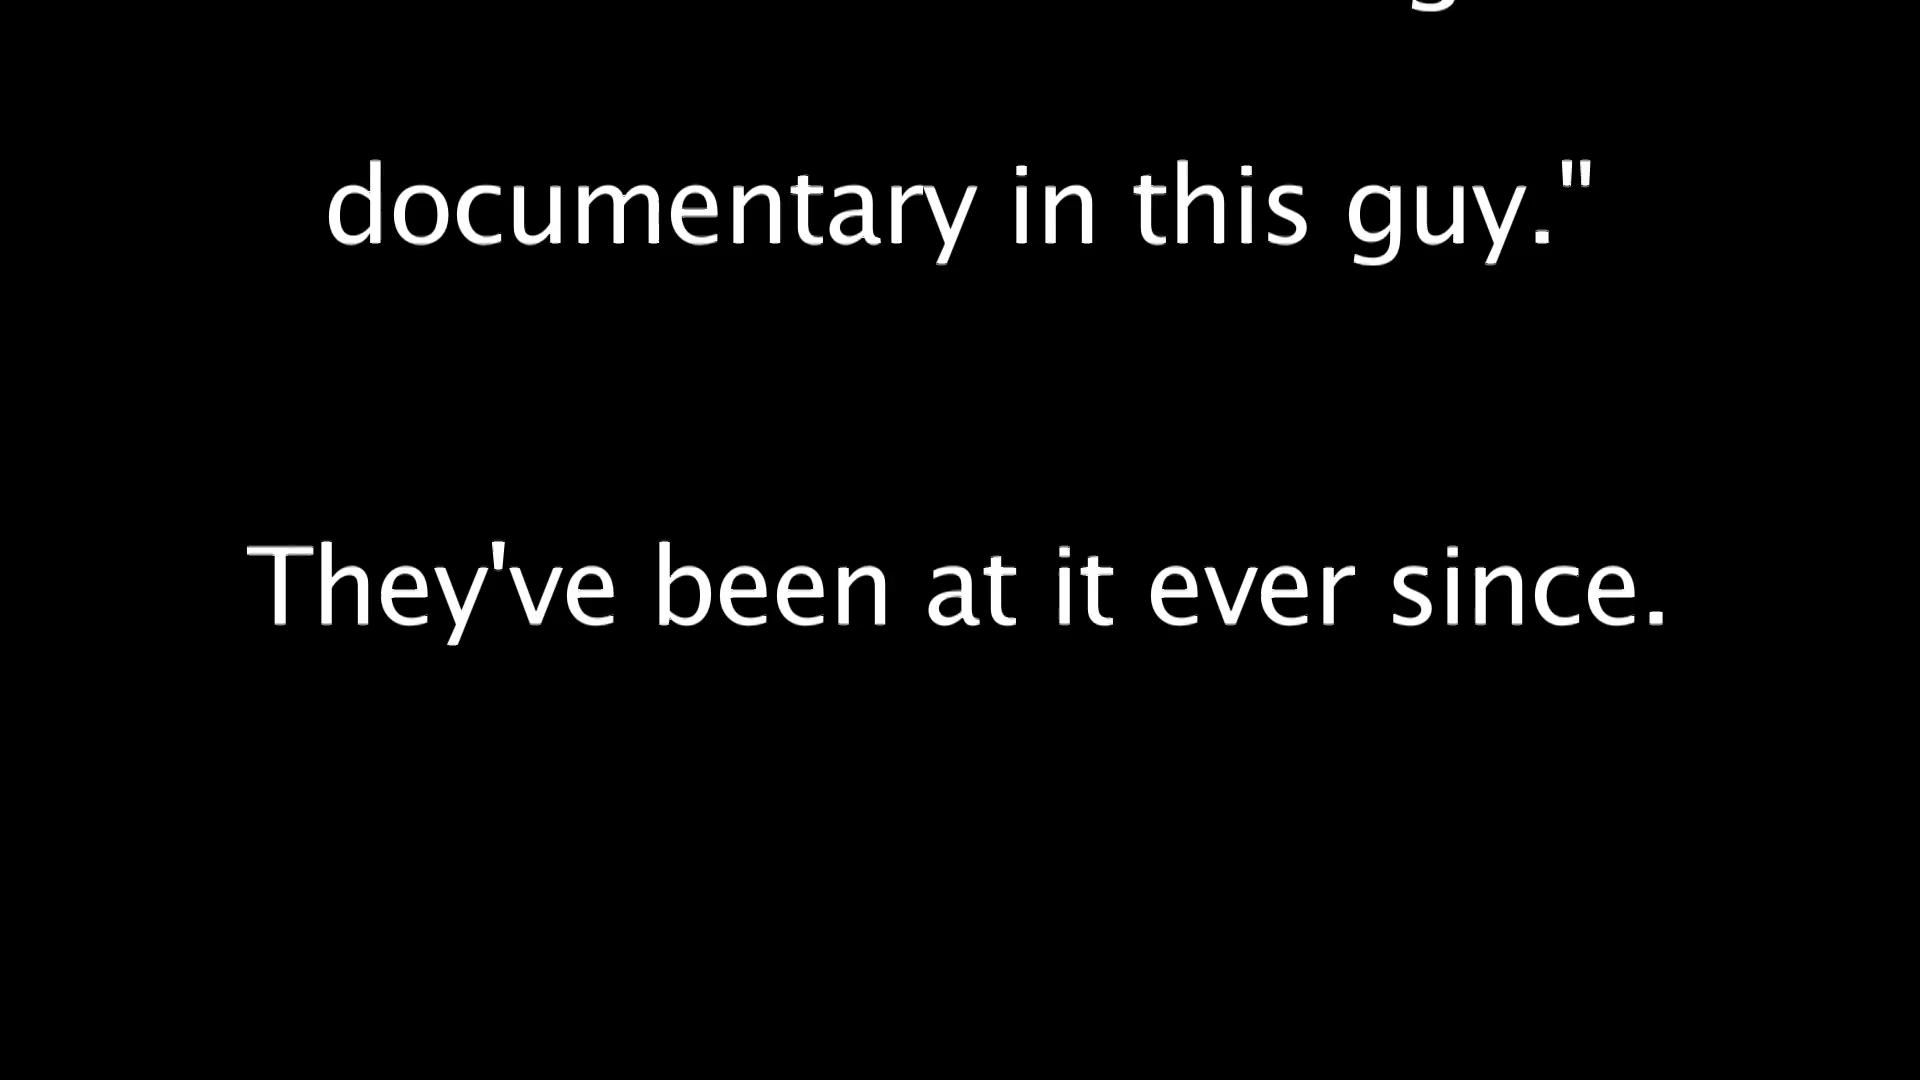 documentary in this guy."
They've been at it ever since.